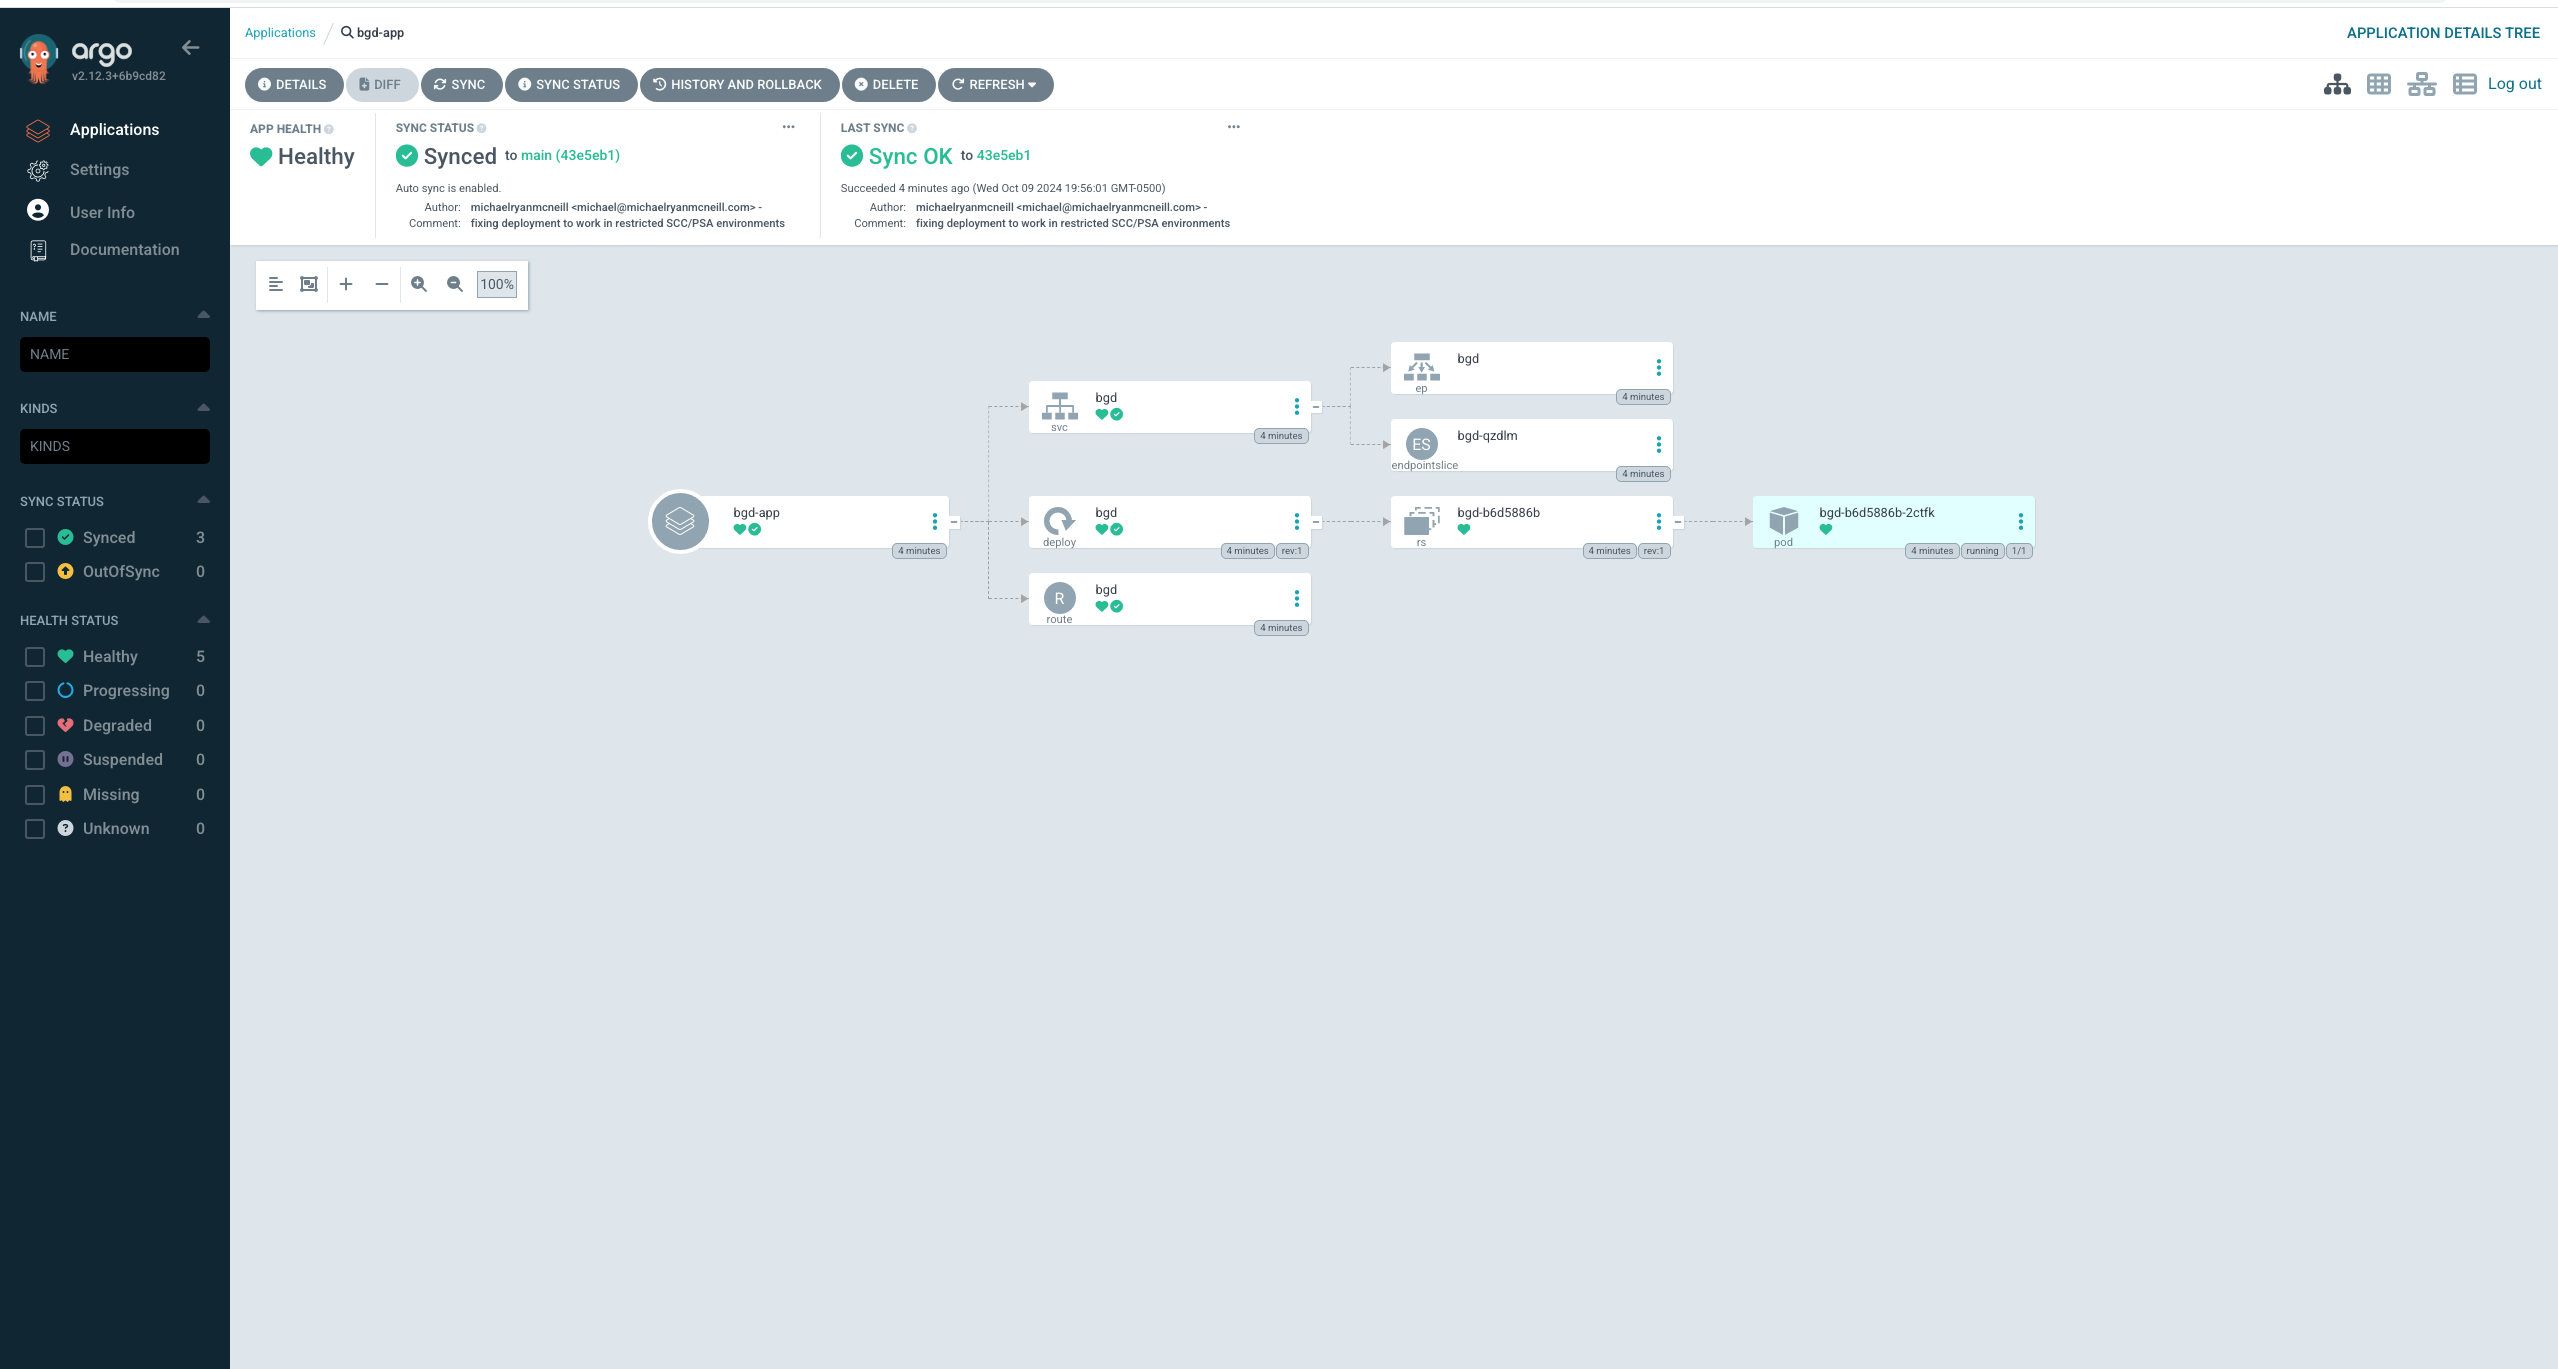 argo
v2.12.3+6b9cd82
Applications
Settings
User Info
Documentation
NAME
NAME
KINDS
KINDS
SYNC STATUS
Synced 3
OutOfSync 0
HEALTH STATUS
Healthy 5
Progressing 0
Degraded 0
Suspended 0
Missing 0
Unknown 0
Applications / bgd-app
APPLICATION DETAILS TREE
DETAILS DIFF SYNC SYNC STATUS HISTORY AND ROLLBACK DELETE REFRESH
Log out
APP HEALTH
Healthy
SYNC STATUS
Synced to main (43e5eb1)
Auto sync is enabled.
Author: michaelryanmcneill <michael@michaelryanmcneill.com> -
Comment: fixing deployment to work in restricted SCC/PSA environments
LAST SYNC
Sync OK to 43e5eb1
Succeeded 4 minutes ago (Wed Oct 09 2024 19:56:01 GMT-0500)
Author: michaelryanmcneill <michael@michaelryanmcneill.com> -
Comment: fixing deployment to work in restricted SCC/PSA environments
100%
bgd-app
4 minutes
bgd
svc
4 minutes
bgd
deploy
4 minutes rev:1
R
bgd
route
4 minutes
bgd
ep
4 minutes
ES
bgd-qzdlm
endpointslice
4 minutes
bgd-b6d5886b
rs
4 minutes rev:1
bgd-b6d5886b-2ctfk
pod
4 minutes running 1/1